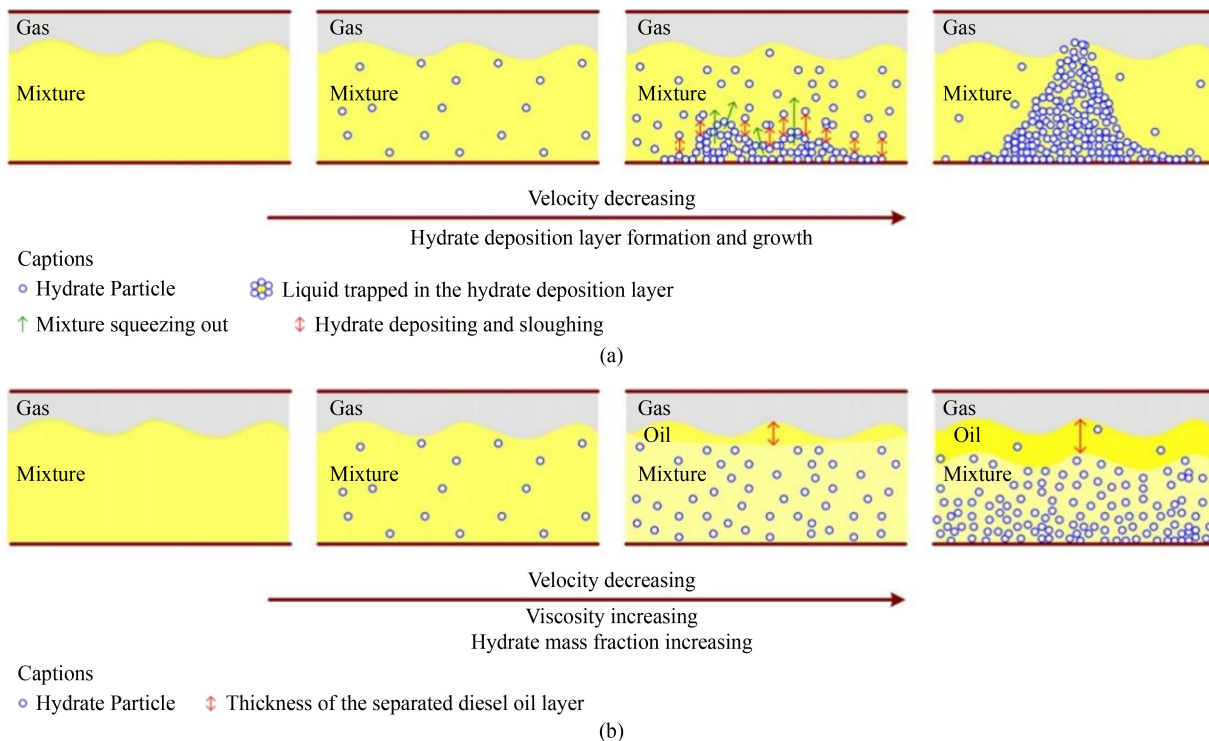 Gas Gas Gas Gas
Mixture Mixture Mixture Mixture
Velocity decreasing
Hydrate deposition layer formation and growth
Captions
Hydrate Particle Liquid trapped in the hydrate deposition layer
Mixture squeezing out Hydrate depositing and sloughing
(a)
Gas Gas Gas Gas
Oil Oil
Mixture Mixture Mixture Mixture
Velocity decreasing
Viscosity increasing
Hydrate mass fraction increasing
Captions
Hydrate Particle Thickness of the separated diesel oil layer
(b)